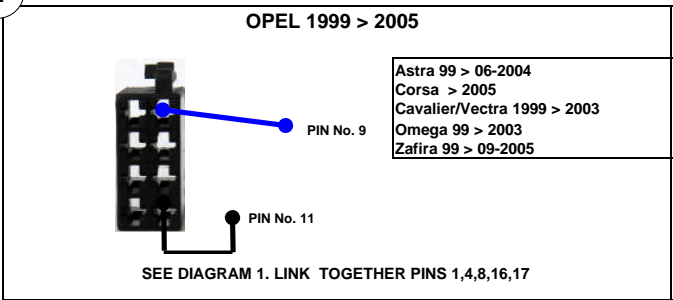 OPEL 1999 > 2005
Astra 99 > 06-2004
Corsa > 2005
Cavalier/Vectra 1999 > 2003
Omega 99 > 2003
Zafira 99 > 09-2005
PIN No. 9
PIN No. 11
SEE DIAGRAM 1. LINK TOGETHER PINS 1,4,8,16,17